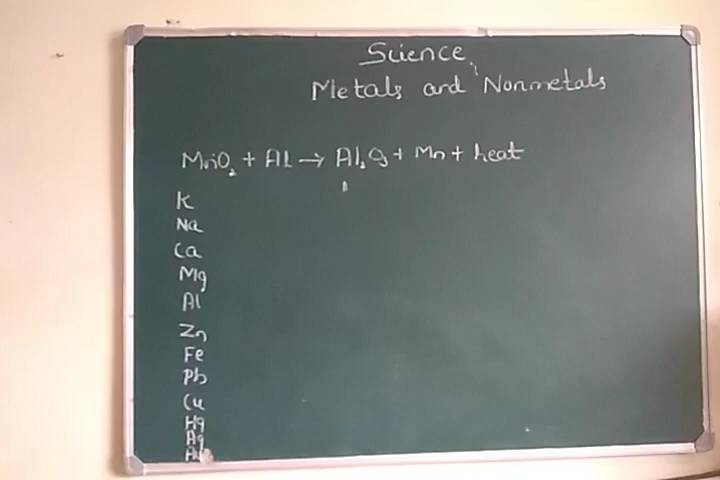 Science
Metals and Nonmetals
MnO₂ + Al → Al₂O₃ + Mn + heat
K
Na
Ca
Mg
Al
Zn
Fe
Pb
Cu
Hg
Ag